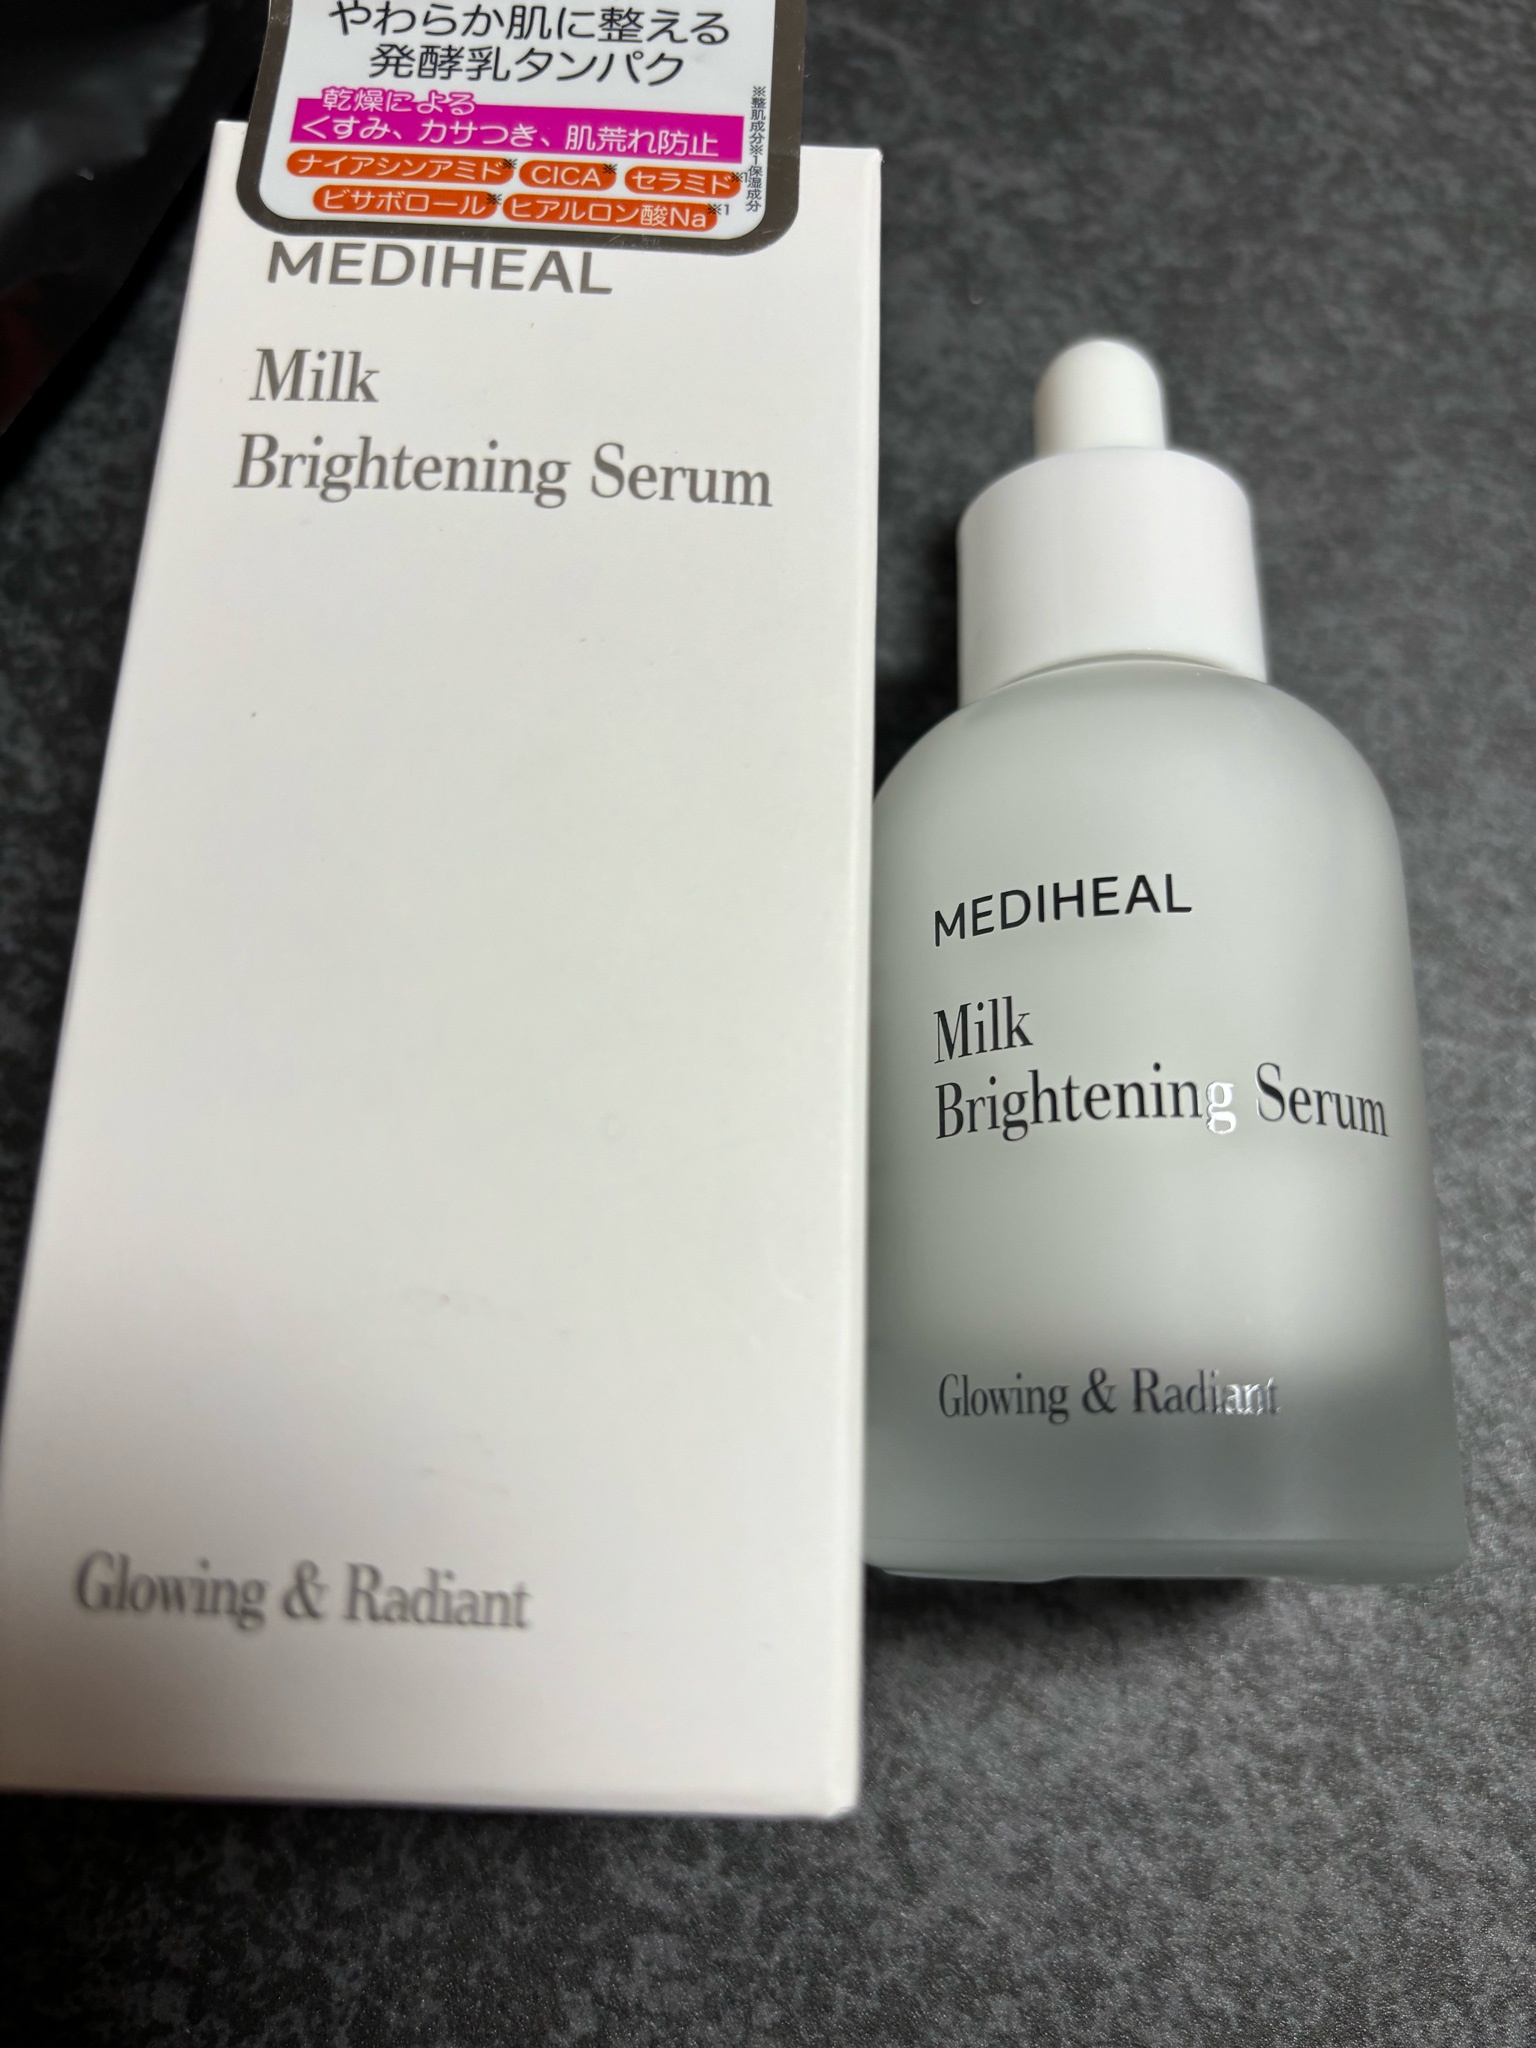 やわらか肌に整える
発酵乳タンパク
乾燥による
くすみ、カサつき、肌荒れ防止
ナイアシンアミド※ CICA※ セラミド※1
ビサボロール※ ヒアルロン酸Na※1
※整肌成分※1保湿成分
MEDIHEAL
Milk
Brightening Serum
Glowing & Radiant
MEDIHEAL
Milk
Brightening Serum
Glowing & Radiant